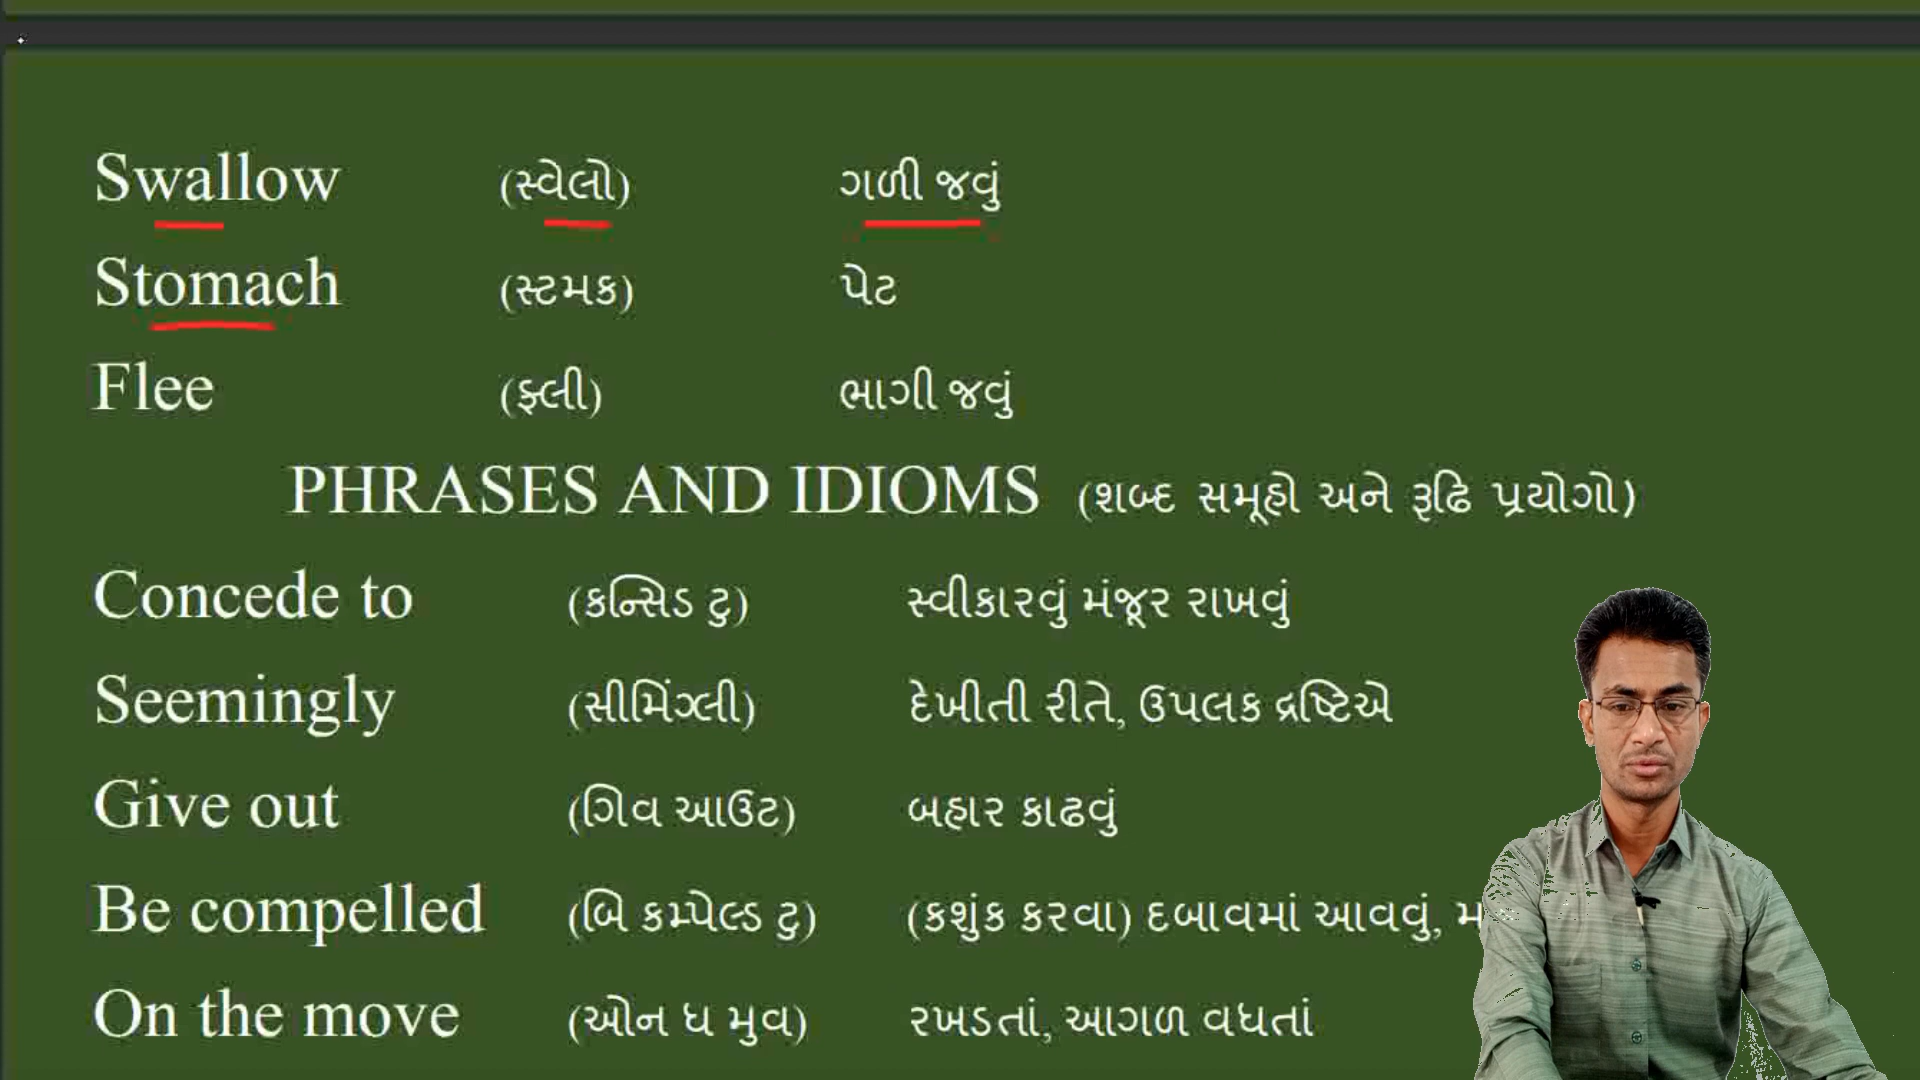 Swallow (સ્વેલો) ગળી જવું
Stomach (સ્ટમક) પેટ
Flee (ફ્લી) ભાગી જવું
PHRASES AND IDIOMS (શબ્દ સમૂહો અને રૂઢિ પ્રયોગો)
Concede to (કન્સિડ ટુ) સ્વીકારવું મંજૂર રાખવું
Seemingly (સીમિંગ્લી) દેખીતી રીતે, ઉપલક દ્રષ્ટિએ
Give out (ગિવ આઉટ) બહાર કાઢવું
Be compelled (બિ કમ્પેલ્ડ ટુ) (કશુંક કરવા) દબાવમાં આવવું,
On the move (ઓન ધ મુવ) રખડતાં, આગળ વધતાં